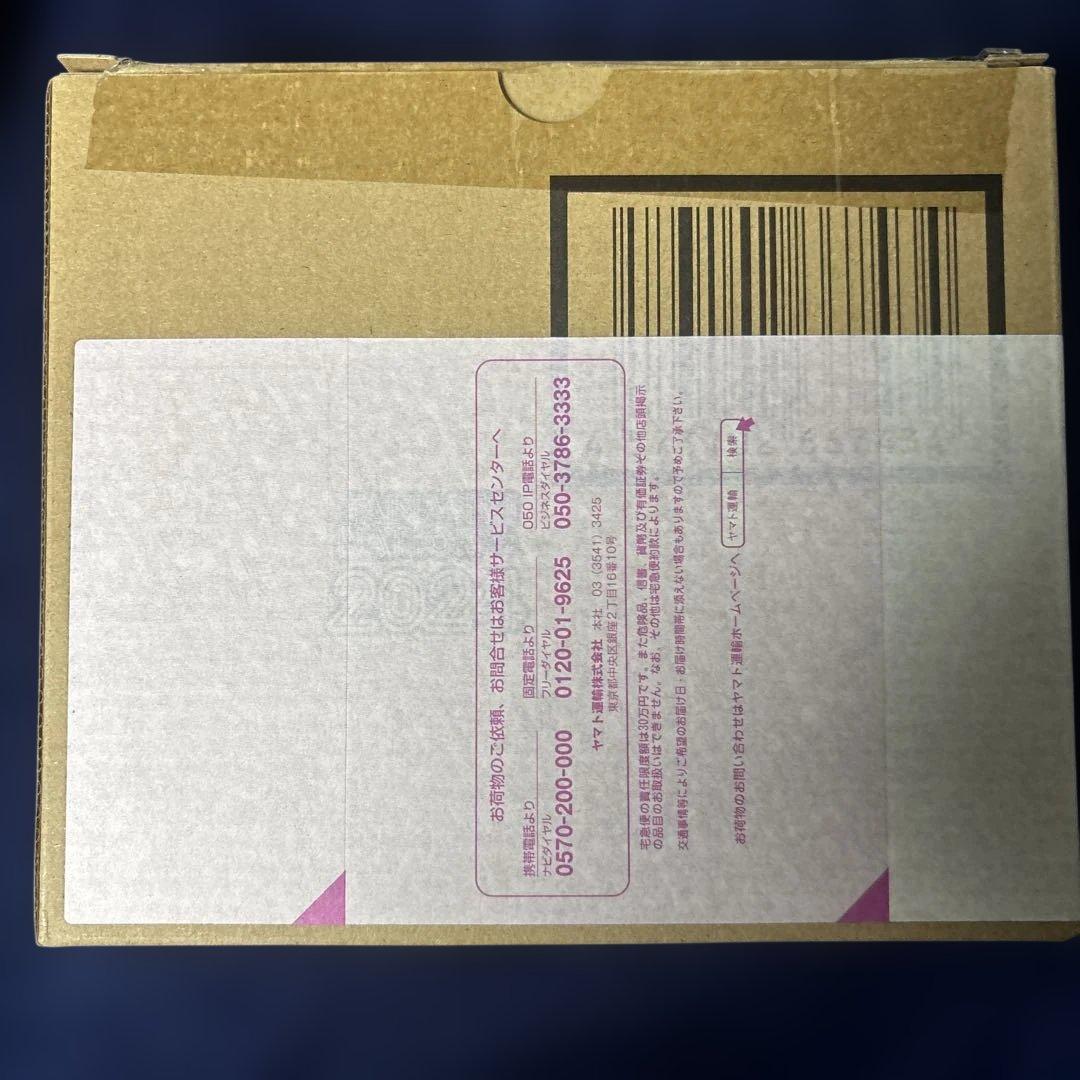 お荷物のご依頼、お問合せはお客様サービスセンターへ
携帯電話より 固定電話より 050 IP電話より
ナビダイヤル フリーダイヤル ビジネスダイヤル
0570-200-000 0120-01-9625 050-3786-3333
ヤマト運輸株式会社 本社 03（3541）3425
東京都中央区銀座2丁目16番10号
宅急便の責任限度額は30万円です。また危険品、信書、貨幣及び有価証券その他店頭掲示
の品目のお取扱いはできません。なお、その他は宅急便約款によります。
交通事情等によりご希望のお届け日・お届け時間帯に添えない場合もありますので予めご了承下さい。
お荷物のお問い合わせはヤマト運輸ホームページへ ヤマト運輸 検索